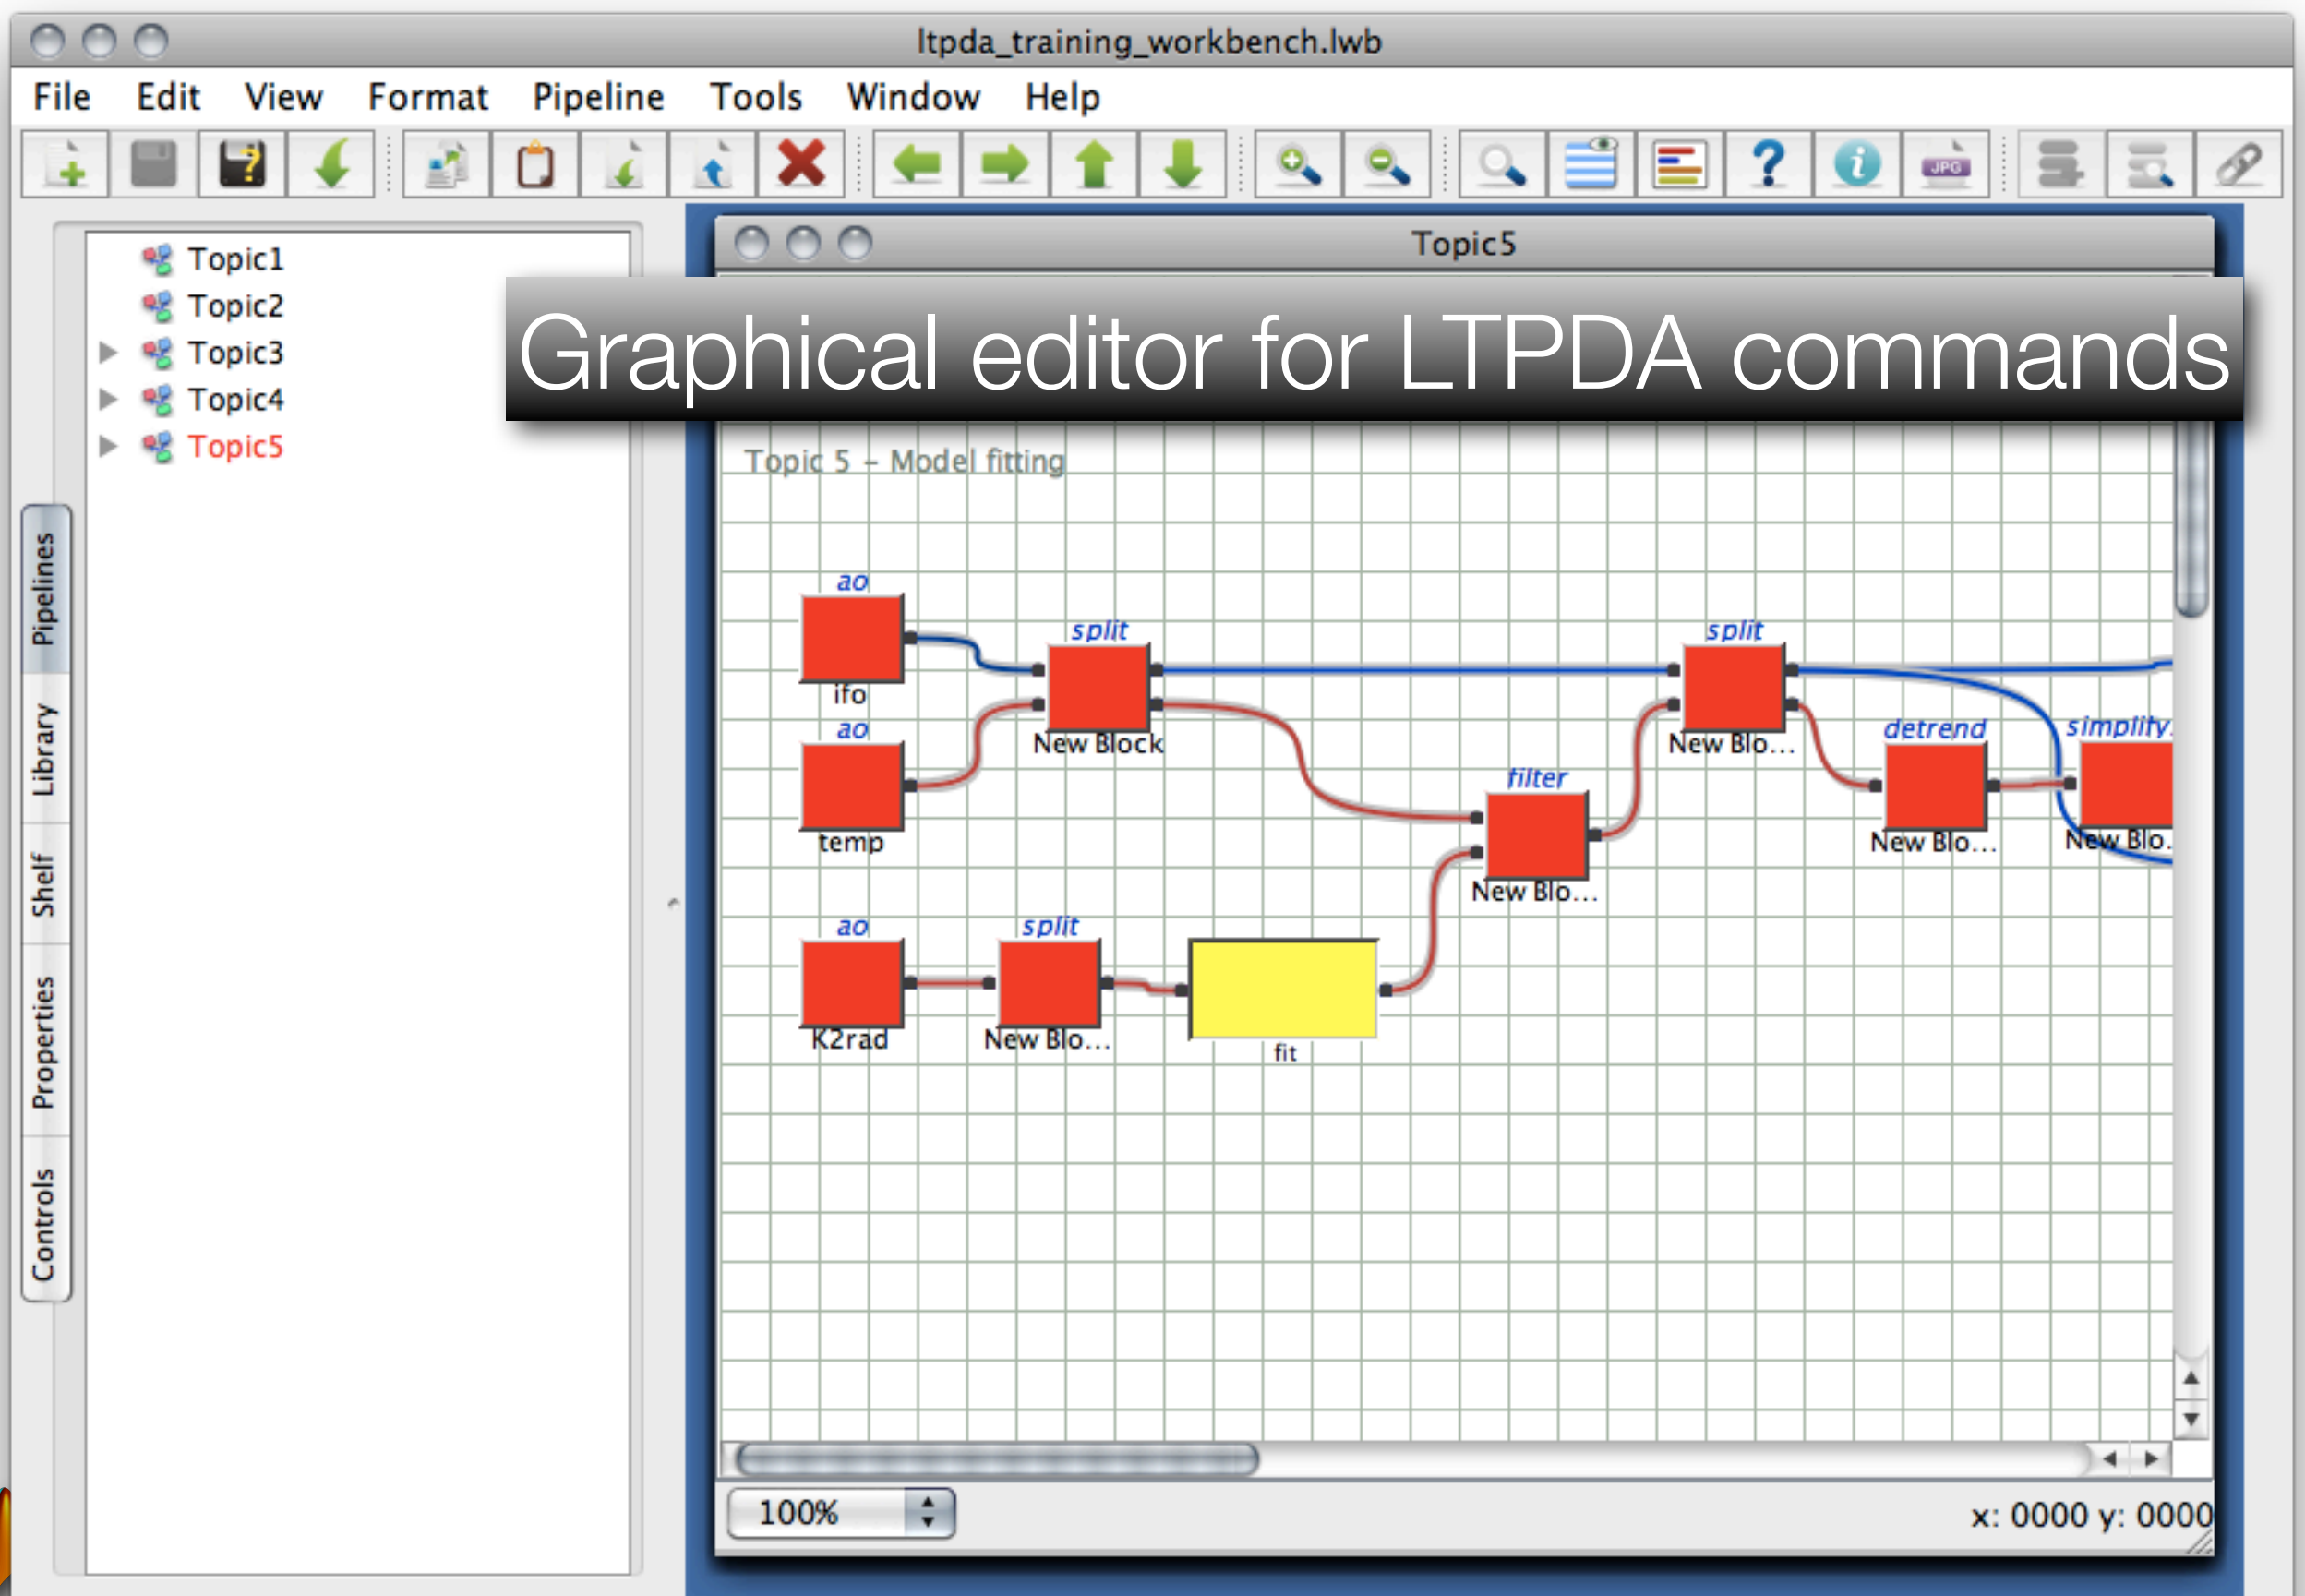 ltpda_training_workbench.lwb
File Edit View Format Pipeline Tools Window Help
JPG
Topic1
Topic2
Topic3
Topic4
Topic5
Pipelines
Library
Shelf
Properties
Controls
Topic5
Graphical editor for LTPDA commands
Topic 5 – Model fitting
ao
ifo
split
New Block
split
New Blo...
ao
temp
detrend
New Blo...
simplify
New Blo.
filter
New Blo...
ao
K2rad
split
New Blo...
fit
100%
x: 0000 y: 0000